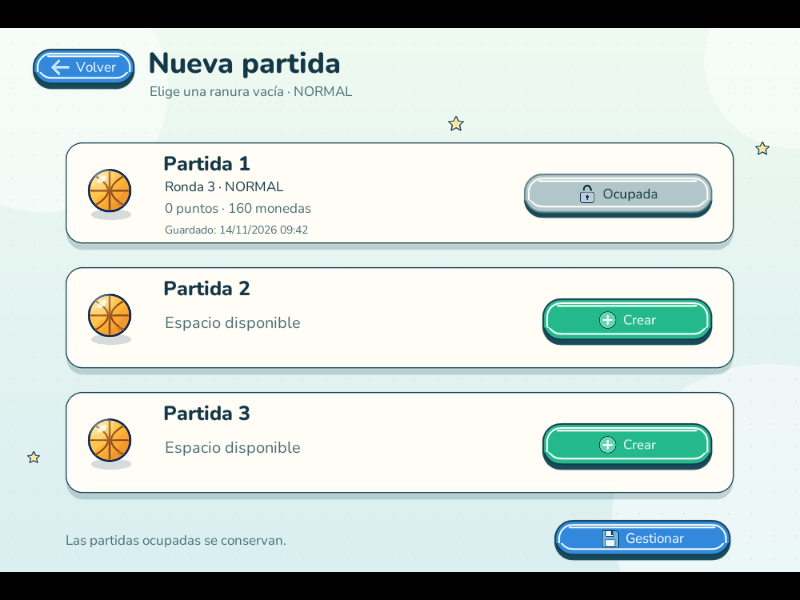 Volver
Nueva partida
Elige una ranura vacía · NORMAL
Partida 1
Ronda 3 · NORMAL
0 puntos · 160 monedas
Guardado: 14/11/2026 09:42
Ocupada
Partida 2
Espacio disponible
Crear
Partida 3
Espacio disponible
Crear
Las partidas ocupadas se conservan.
Gestionar